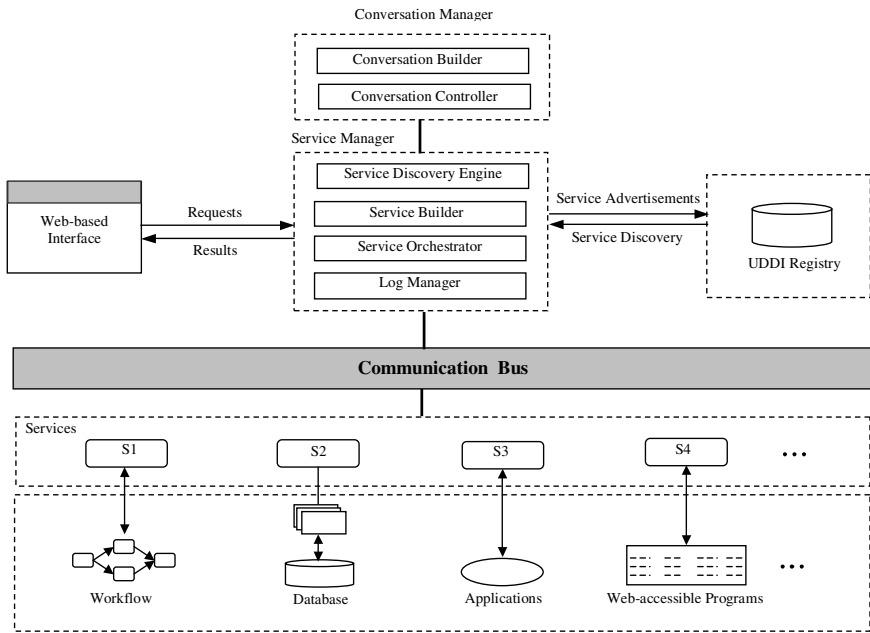 Conversation Manager
Conversation Builder
Conversation Controller
Service Manager
Service Discovery Engine
Service Builder
Service Orchestrator
Log Manager
Web-based
Interface
Requests
Results
Service Advertisements
Service Discovery
UDDI Registry
Communication Bus
Services
S1
S2
S3
S4
...
Workflow
Database
Applications
Web-accessible Programs
...